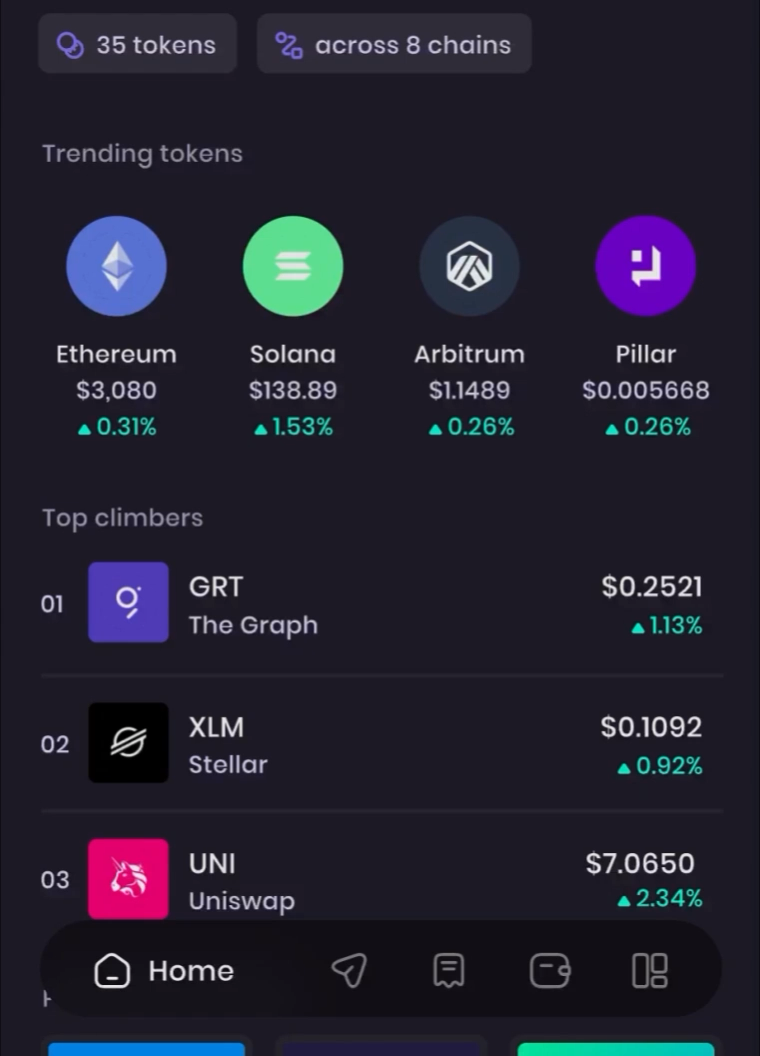 35 tokens
across 8 chains
Trending tokens
Ethereum
Solana
Arbitrum
Pillar
$3,080
$138.89
$1.1489
$0.005668
0.31%
1.53%
0.26%
0.26%
Top climbers
01
GRT
The Graph
$0.2521
1.13%
02
XLM
Stellar
$0.1092
0.92%
03
UNI
Uniswap
$7.0650
2.34%
Home